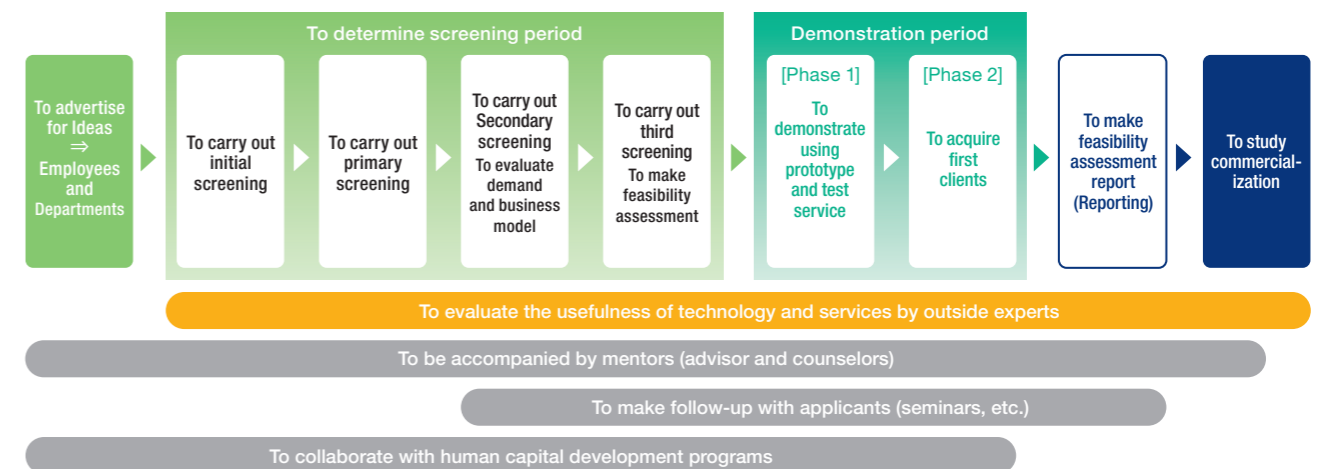 To determine screening period
Demonstration period
To advertise
for Ideas
⇒
Employees
and
Departments
To carry out
initial
screening
To carry out
primary
screening
To carry out
Secondary
screening
To evaluate
demand
and business
model
To carry out
third
screening
To make
feasibility
assessment
[Phase 1]
To
demonstrate
using
prototype
and test
service
[Phase 2]
To acquire
first
clients
To make
feasibility
assessment
report
(Reporting)
To study
commercial-
ization
To evaluate the usefulness of technology and services by outside experts
To be accompanied by mentors (advisor and counselors)
To make follow-up with applicants (seminars, etc.)
To collaborate with human capital development programs